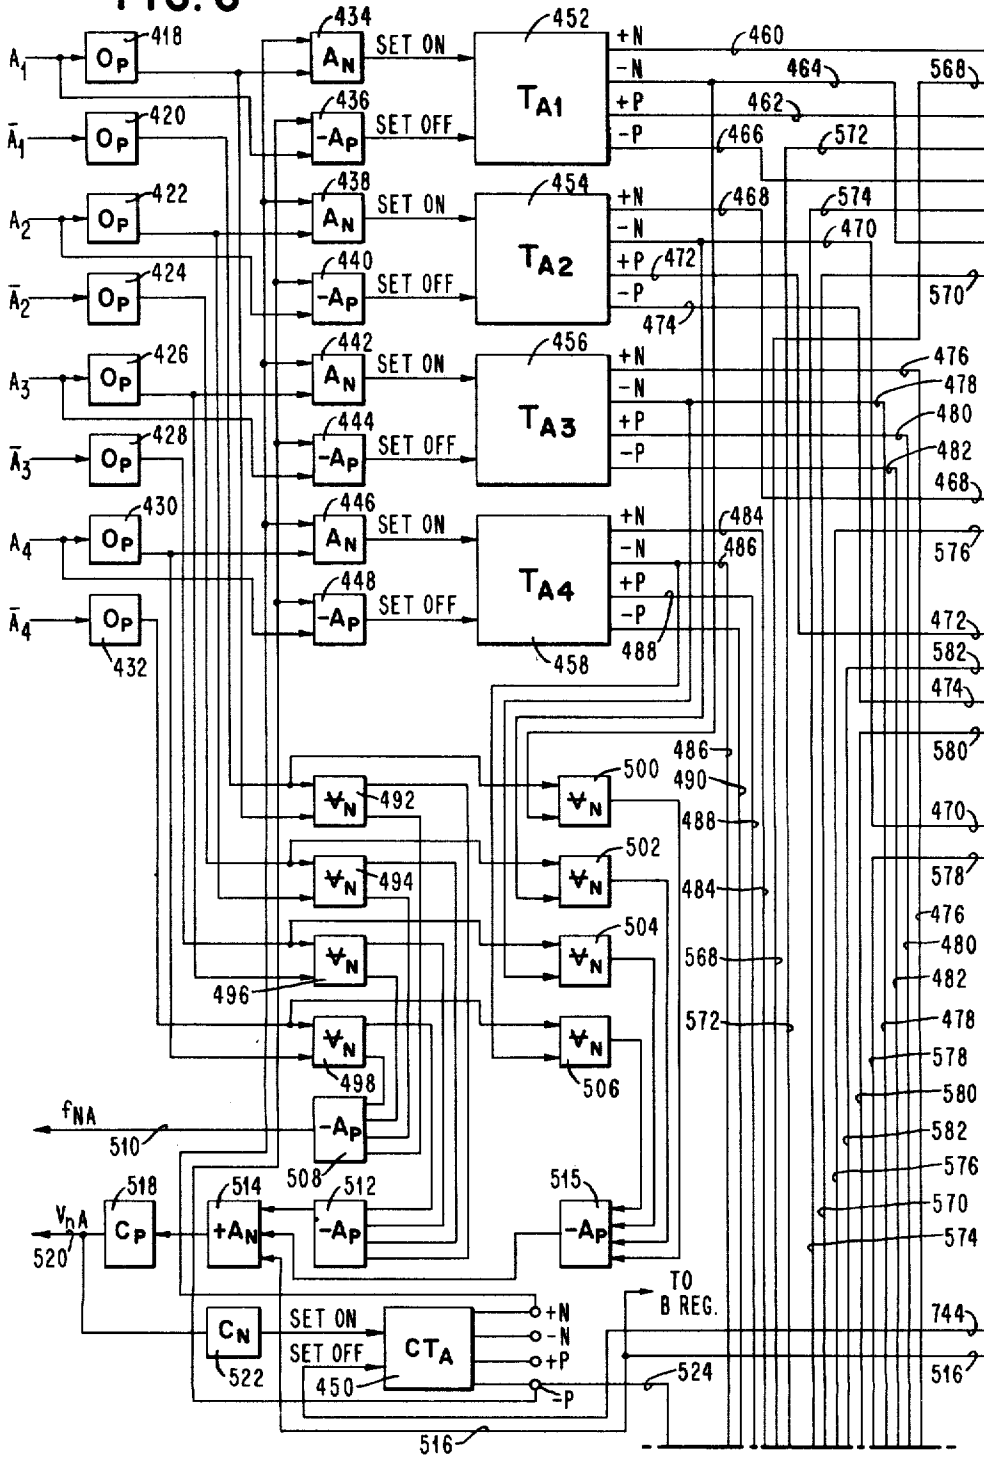 FIG. 6
A1 OP 418 434 AN SET ON 452 TA1 +N 460
-N 464 568
436 -AP SET OFF +P 462
Ā1 OP 420 -P 466 572
A2 OP 422 438 AN SET ON 454 TA2 +N 468 574
-N 470
440 -AP SET OFF +P 472
Ā2 OP 424 -P 474 570
A3 OP 426 442 AN SET ON 456 TA3 +N 476
-N 478
444 -AP SET OFF +P 480
Ā3 OP 428 -P 482
468
A4 OP 430 446 AN SET ON TA4 +N 484
-N 486 576
448 -AP SET OFF +P 488
Ā4 OP 432 458 -P 472
582
474
486 580
∀N 492 ∀N 500 490
488 470
∀N 494 ∀N 502 578
484
476
∀N 496 ∀N 504 480
568 482
572 478
∀N 498 ∀N 506 578
580
fNA 510 -AP 508 582
576
VnA 520 CP 518 +AN 514 -AP 512 -AP 515 570
574
TO
B REG.
+N
CN 522 SET ON CTA 450 -N 744
SET OFF +P 516
-P 524
516